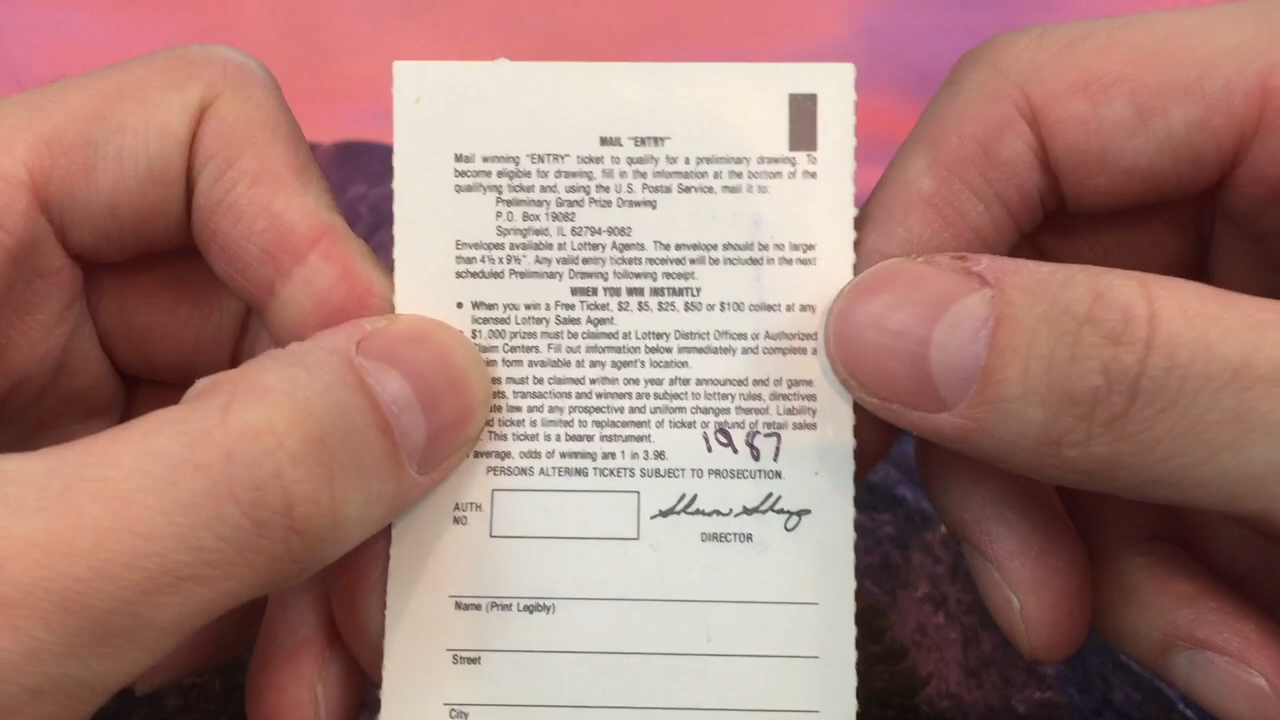 MAIL "ENTRY"
Mail winning "ENTRY" ticket to qualify for a preliminary drawing. To
become eligible for drawing, fill in the information at the bottom of the
qualifying ticket and, using the U.S. Postal Service, mail it to:
Preliminary Grand Prize Drawing
P.O. Box 19082
Springfield, IL 62794-9082
Envelopes available at Lottery Agents. The envelope should be no larger
than 4½ x 9½". Any valid entry tickets received will be included in the next
scheduled Preliminary Drawing following receipt.
WHEN YOU WIN INSTANTLY
● When you win a Free Ticket, $2, $5, $25, $50 or $100 collect at any
licensed Lottery Sales Agent.
$1,000 prizes must be claimed at Lottery District Offices or Authorized
laim Centers. Fill out information below immediately and complete a
im form available at any agent's location.
es must be claimed within one year after announced end of game.
ets, transactions and winners are subject to lottery rules, directives
te law and any prospective and uniform changes thereof. Liability
d ticket is limited to replacement of ticket or refund of retail sales
. This ticket is a bearer instrument.
1987
average, odds of winning are 1 in 3.96.
PERSONS ALTERING TICKETS SUBJECT TO PROSECUTION.
AUTH.
NO.
Sharon Sharp
DIRECTOR
Name (Print Legibly)
Street
City